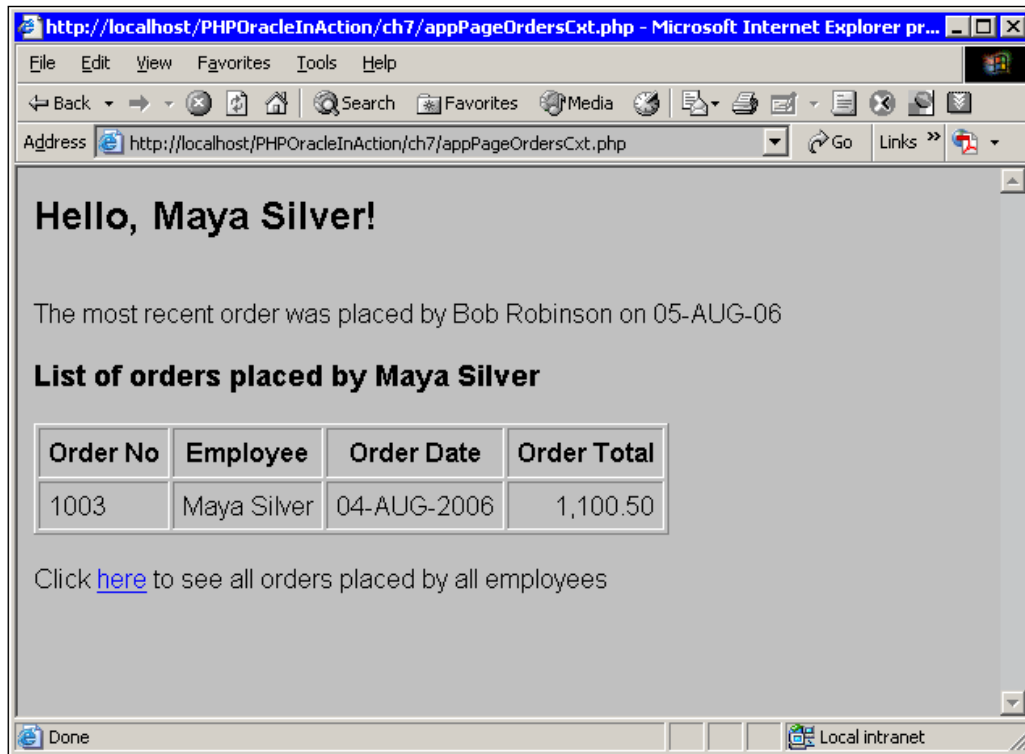 http://localhost/PHPOracleInAction/ch7/appPageOrdersCxt.php - Microsoft Internet Explorer pr...
File Edit View Favorites Tools Help
Back Search Favorites Media
Address http://localhost/PHPOracleInAction/ch7/appPageOrdersCxt.php Go Links »
Hello, Maya Silver!
The most recent order was placed by Bob Robinson on 05-AUG-06
List of orders placed by Maya Silver
Order No Employee Order Date Order Total
1003 Maya Silver 04-AUG-2006 1,100.50
Click here to see all orders placed by all employees
Done Local intranet